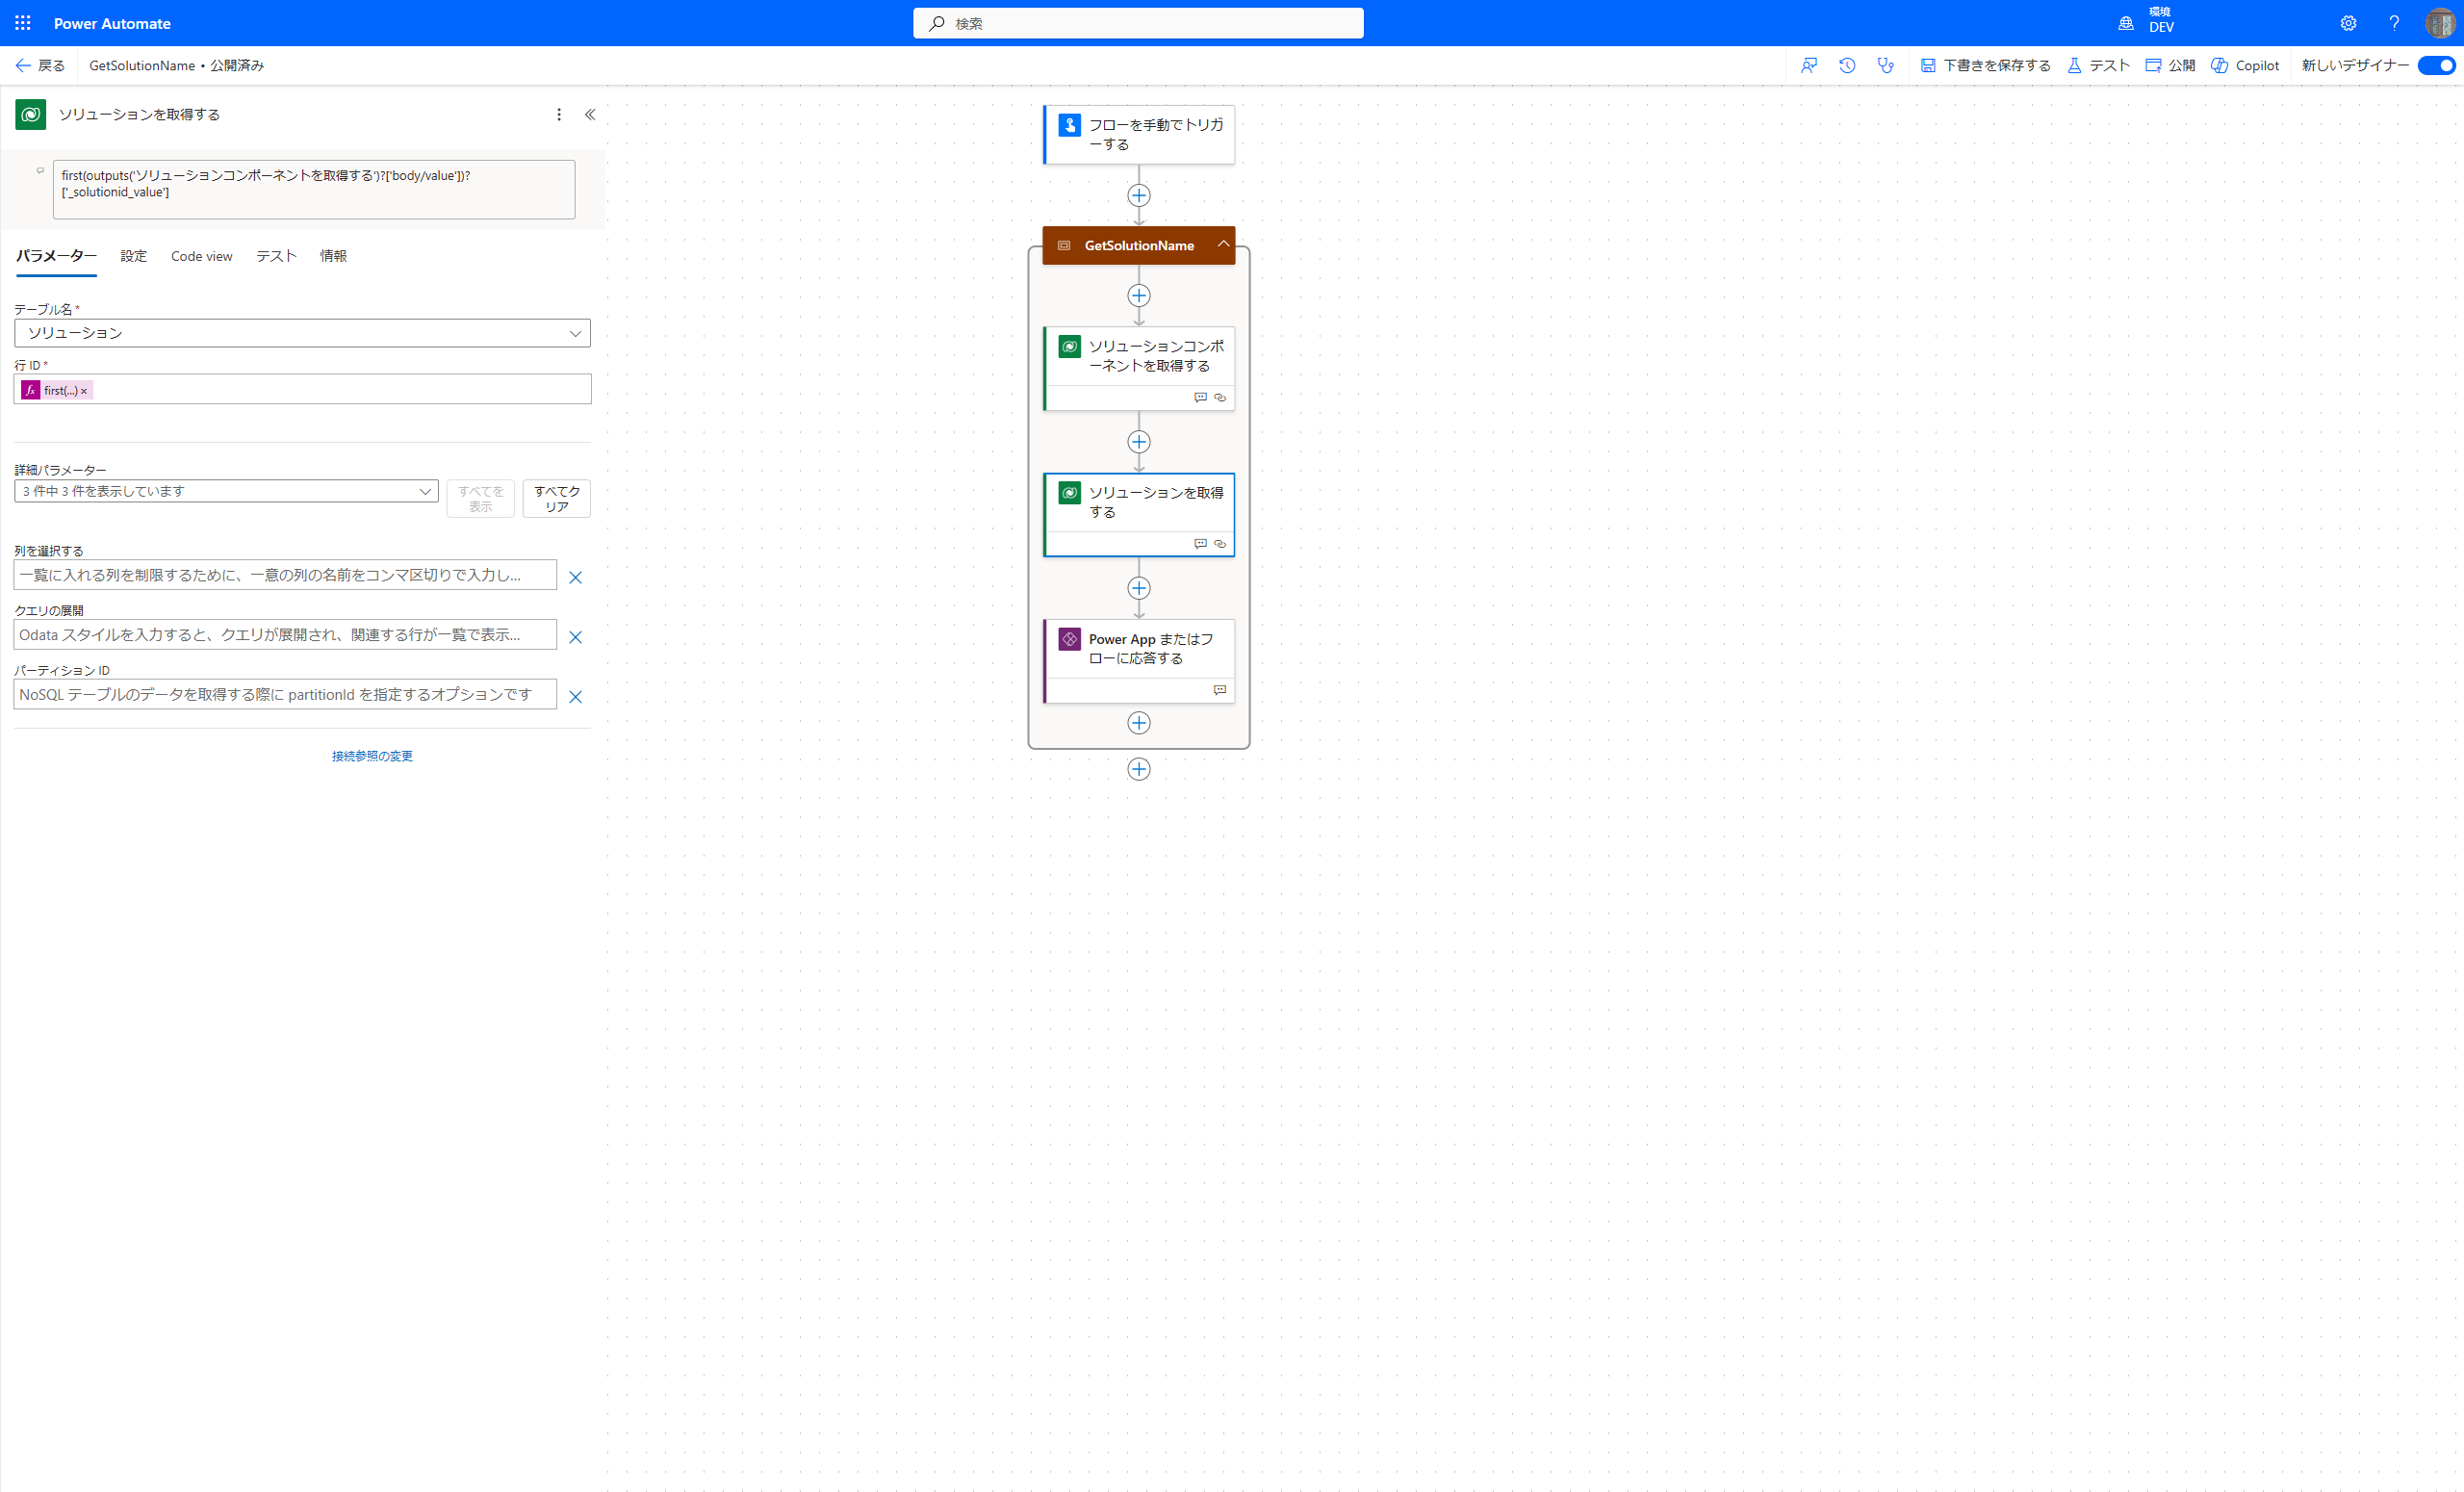 Power Automate
検索
環境
DEV
戻る
GetSolutionName • 公開済み
下書きを保存する
テスト
公開
Copilot
新しいデザイナー
ソリューションを取得する
first(outputs('ソリューションコンポーネントを取得する')?['body/value'])?
['_solutionid_value']
パラメーター
設定
Code view
テスト
情報
テーブル名 *
ソリューション
行 ID *
fx first(...) ×
詳細パラメーター
3 件中 3 件を表示しています
すべてを
表示
すべてク
リア
列を選択する
一覧に入れる列を制限するために、一意の列の名前をコンマ区切りで入力し...
クエリの展開
Odata スタイルを入力すると、クエリが展開され、関連する行が一覧で表示...
パーティション ID
NoSQL テーブルのデータを取得する際に partitionId を指定するオプションです
接続参照の変更
フローを手動でトリガ
ーする
GetSolutionName
ソリューションコンポ
ーネントを取得する
ソリューションを取得
する
Power App またはフ
ローに応答する